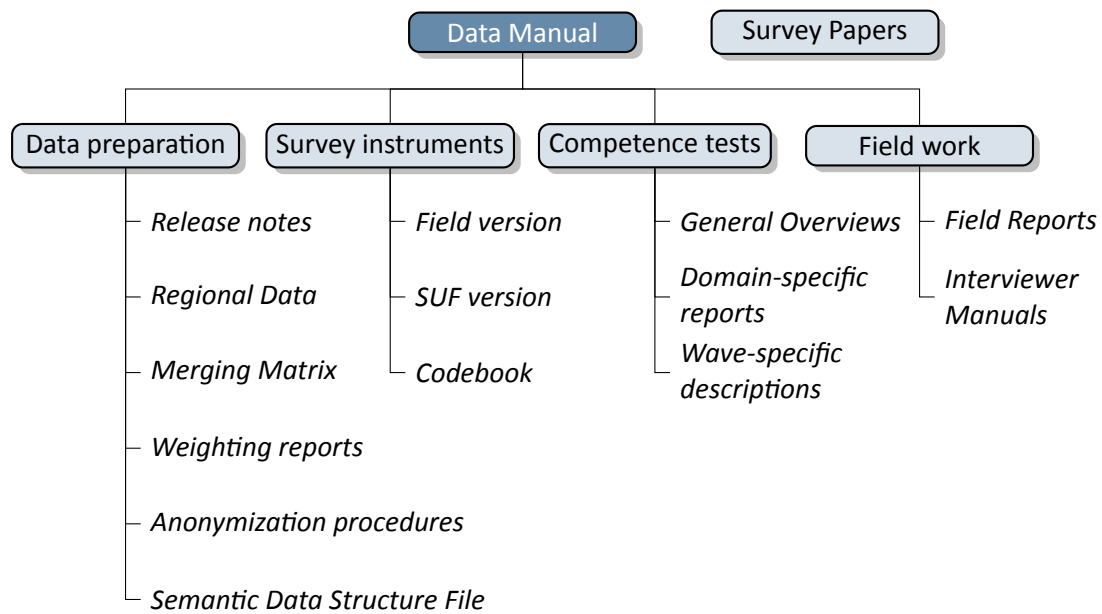 Data Manual
Survey Papers
Data preparation
Survey instruments
Competence tests
Field work
Release notes
Regional Data
Merging Matrix
Weighting reports
Anonymization procedures
Semantic Data Structure File
Field version
SUF version
Codebook
General Overviews
Domain-specific
reports
Wave-specific
descriptions
Field Reports
Interviewer
Manuals